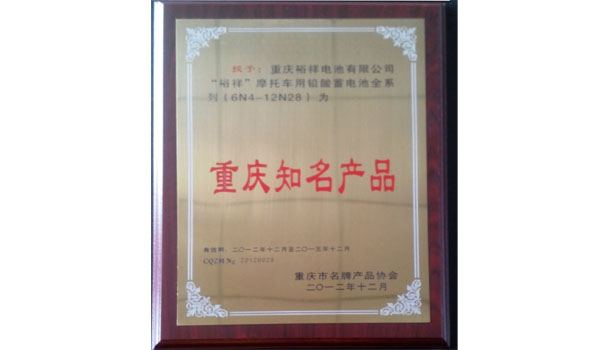 授予：重庆裕祥电池有限公司
“裕祥”摩托车用铅酸蓄电池全系
列（6N4-12N28）为
重庆知名产品
有效期：二○一二年十二月至二○一五年十二月
CQZM No
重庆市名牌产品协会
二○一二年十二月